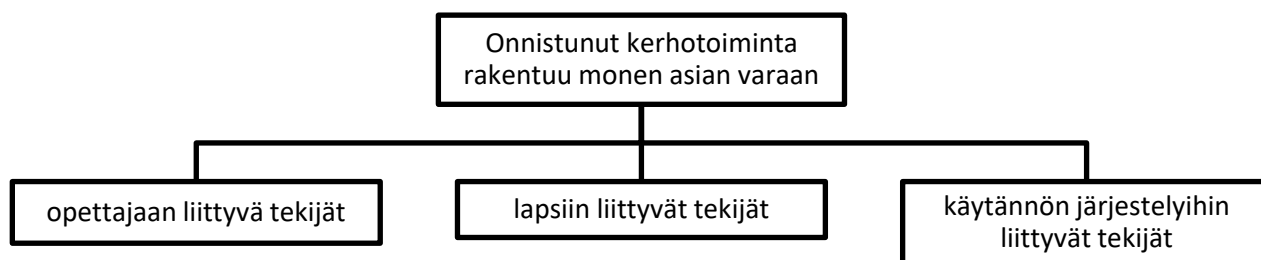 Onnistunut kerhotoiminta
rakentuu monen asian varaan
opettajaan liittyvä tekijät
lapsiin liittyvät tekijät
käytännön järjestelyihin
liittyvät tekijät